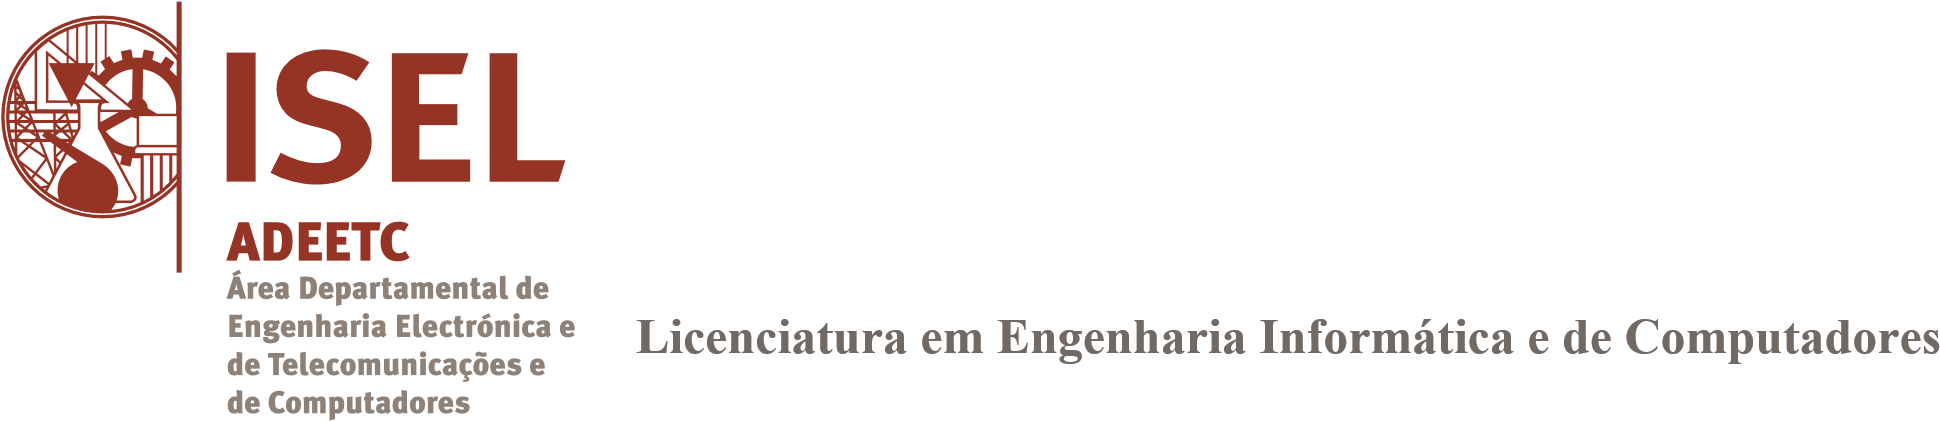 ISEL
ADEETC
Área Departamental de
Engenharia Electrónica e
de Telecomunicações e
de Computadores
Licenciatura em Engenharia Informática e de Computadores